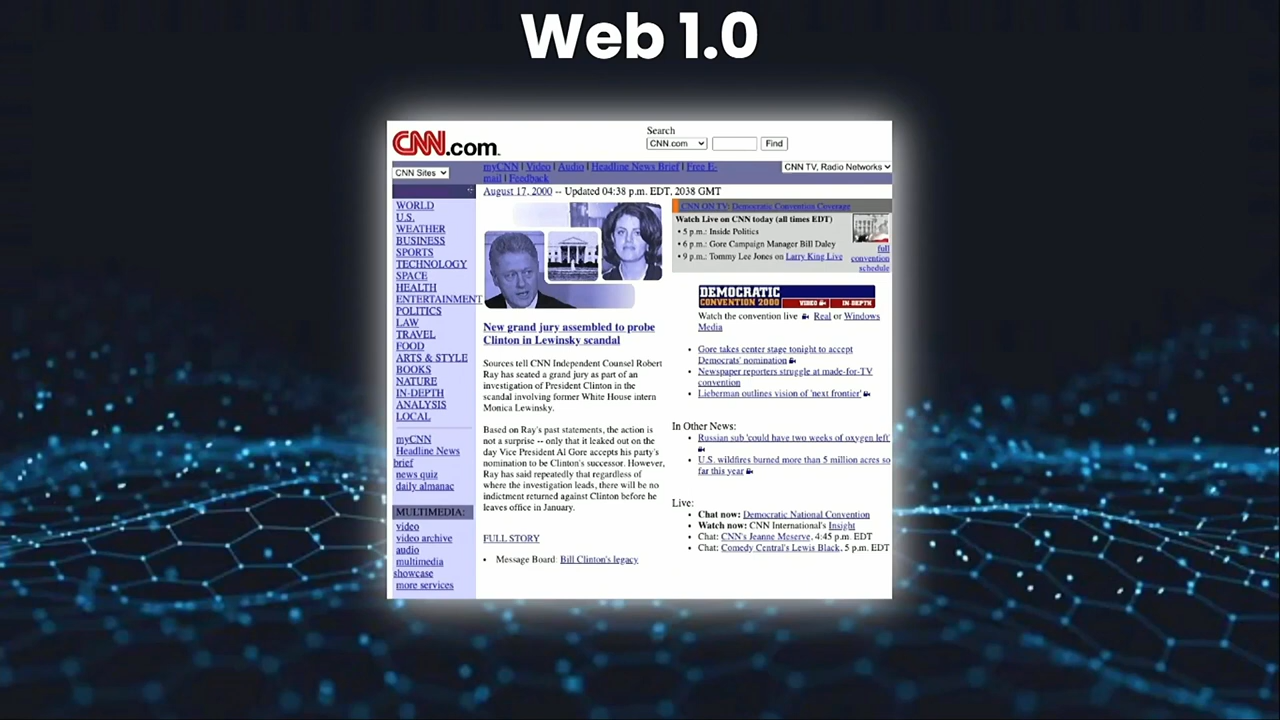 Web 1.0
CNN.com.
Search
CNN.com
Find
CNN Sites
myCNN | Video | Audio | Headline News Brief | Free E-
mail | Feedback
CNN TV, Radio Networks
August 17, 2000 -- Updated 04:38 p.m. EDT, 2038 GMT
WORLD
U.S.
WEATHER
BUSINESS
SPORTS
TECHNOLOGY
SPACE
HEALTH
ENTERTAINMENT
POLITICS
LAW
TRAVEL
FOOD
ARTS & STYLE
BOOKS
NATURE
IN-DEPTH
ANALYSIS
LOCAL
myCNN
Headline News
brief
news quiz
daily almanac
MULTIMEDIA:
video
video archive
audio
multimedia
showcase
more services
New grand jury assembled to probe
Clinton in Lewinsky scandal
Sources tell CNN Independent Counsel Robert
Ray has seated a grand jury as part of an
investigation of President Clinton in the
scandal involving former White House intern
Monica Lewinsky.
Based on Ray's past statements, the action is
not a surprise -- only that it leaked out on the
day Vice President Al Gore accepts his party's
nomination to be Clinton's successor. However,
Ray has said repeatedly that regardless of
where the investigation leads, there will be no
indictment returned against Clinton before he
leaves office in January.
FULL STORY
• Message Board: Bill Clinton's legacy
CNN ON TV: Democratic Convention Coverage
Watch Live on CNN today (all times EDT)
• 5 p.m.: Inside Politics
• 6 p.m.: Gore Campaign Manager Bill Daley
• 9 p.m.: Tommy Lee Jones on Larry King Live
full
convention
schedule
DEMOCRATIC
CONVENTION 2000 VIDEO IN-DEPTH
Watch the convention live Real or Windows
Media
• Gore takes center stage tonight to accept
Democrats' nomination
• Newspaper reporters struggle at made-for-TV
convention
• Lieberman outlines vision of 'next frontier'
In Other News:
• Russian sub 'could have two weeks of oxygen left'
• U.S. wildfires burned more than 5 million acres so
far this year
Live:
• Chat now: Democratic National Convention
• Watch now: CNN International's Insight
• Chat: CNN's Jeanne Meserve, 4:45 p.m. EDT
• Chat: Comedy Central's Lewis Black, 5 p.m. EDT